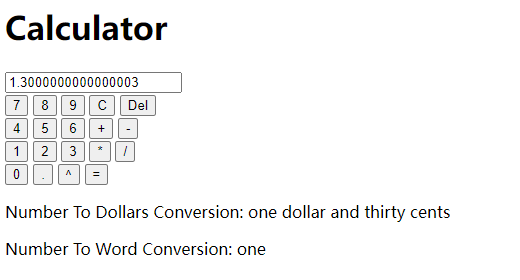 Calculator
1.3000000000000003
7 8 9 C Del
4 5 6 + -
1 2 3 * /
0 . ^ =
Number To Dollars Conversion: one dollar and thirty cents
Number To Word Conversion: one